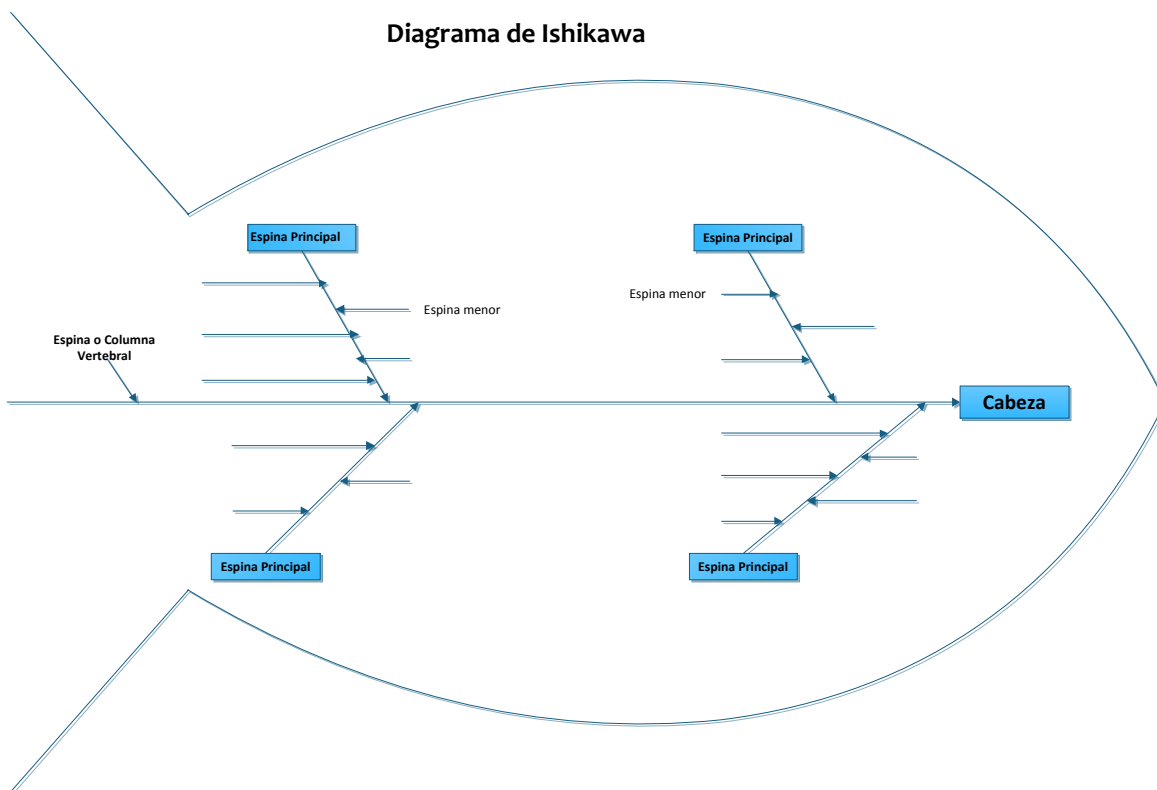 Diagrama de Ishikawa
Espina Principal
Espina Principal
Espina menor
Espina menor
Espina o Columna
Vertebral
Cabeza
Espina Principal
Espina Principal